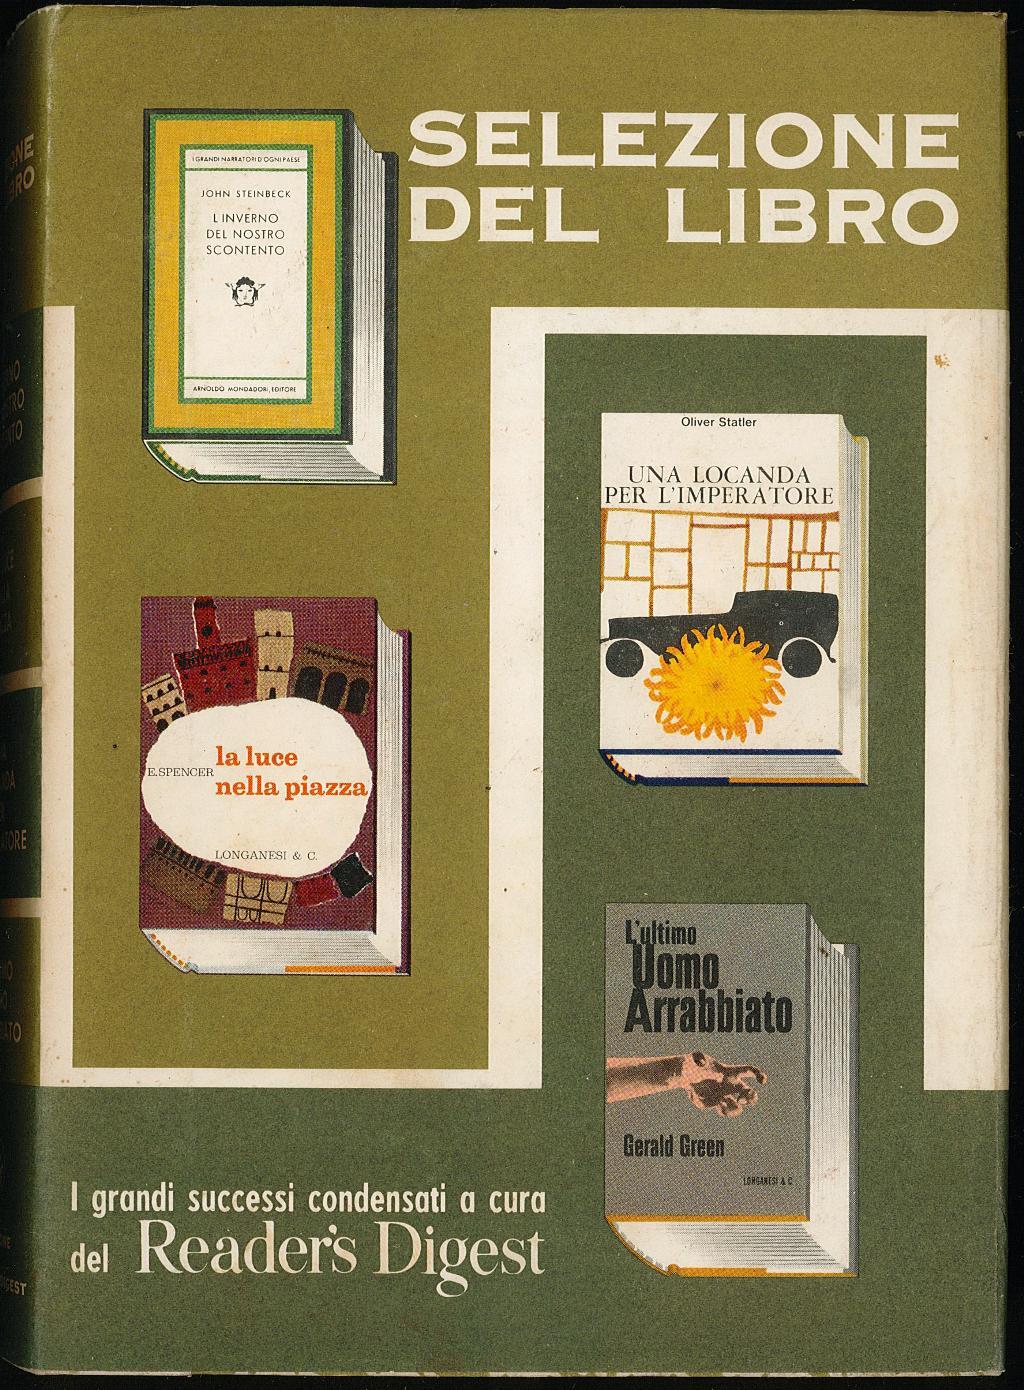 SELEZIONE
DEL LIBRO
I GRANDI NARRATORI D'OGNI PAESE
JOHN STEINBECK
L'INVERNO
DEL NOSTRO
SCONTENTO
ARNOLDO MONDADORI, EDITORE
Oliver Statler
UNA LOCANDA
PER L'IMPERATORE
E. SPENCER
la luce
nella piazza
LONGANESI & C.
L'ultimo
Uomo
Arrabbiato
Gerald Green
LONGANESI & C
I grandi successi condensati a cura
del Reader's Digest